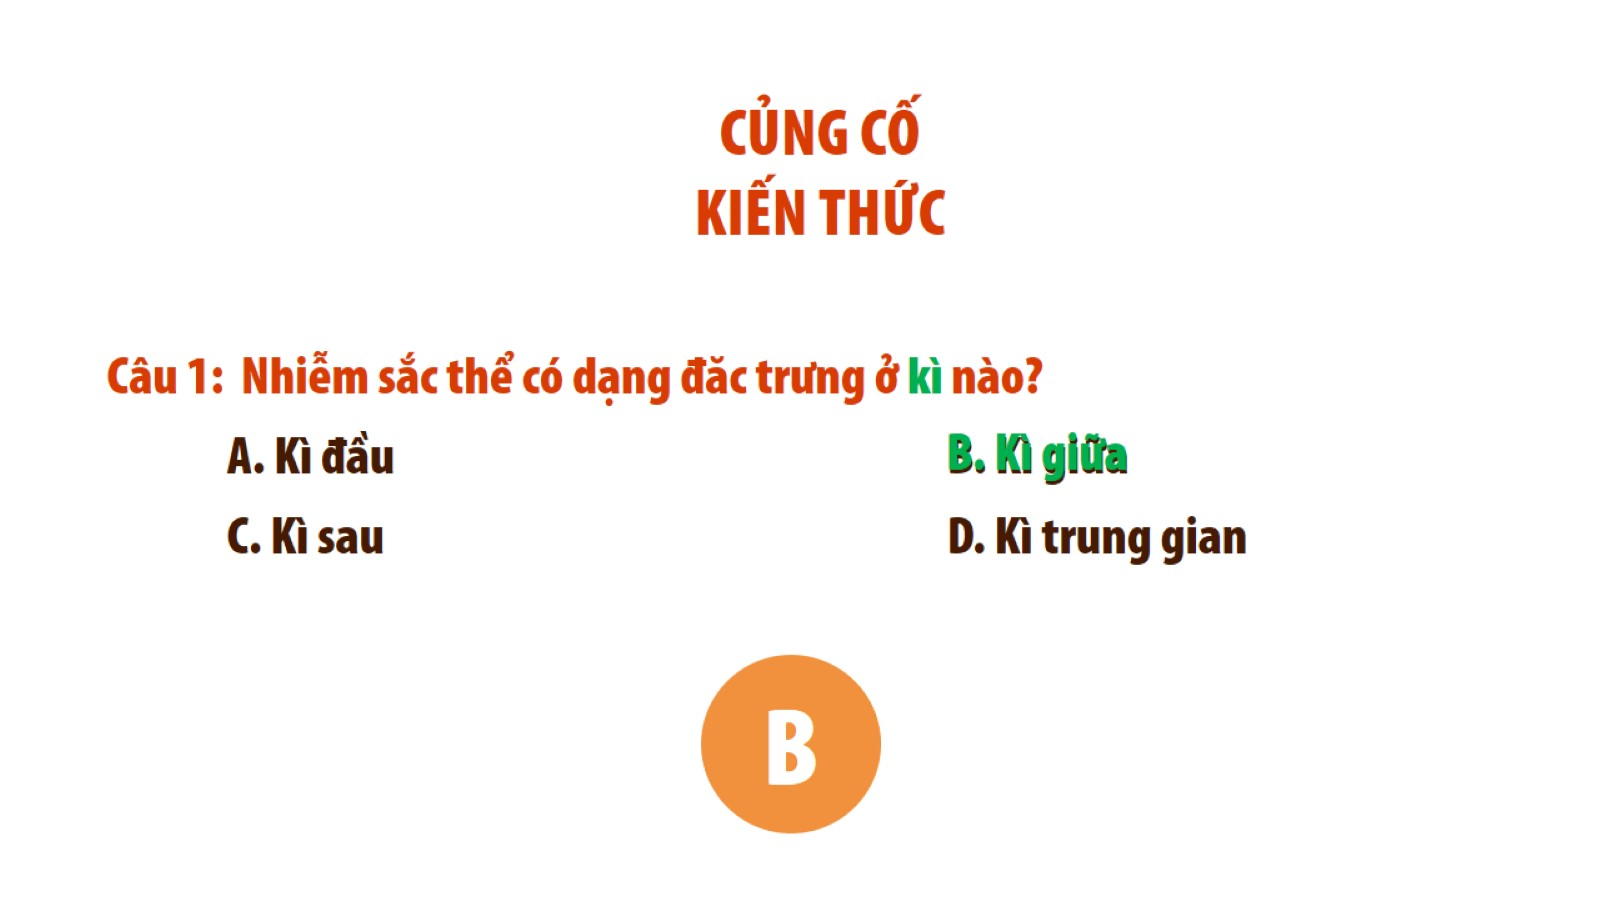 CỦNG CỐ
KIẾN THỨC
Câu 1: Nhiễm sắc thể có dạng đăc trưng ở kì nào?
A. Kì đầu
B. Kì giữa
C. Kì sau
D. Kì trung gian
B